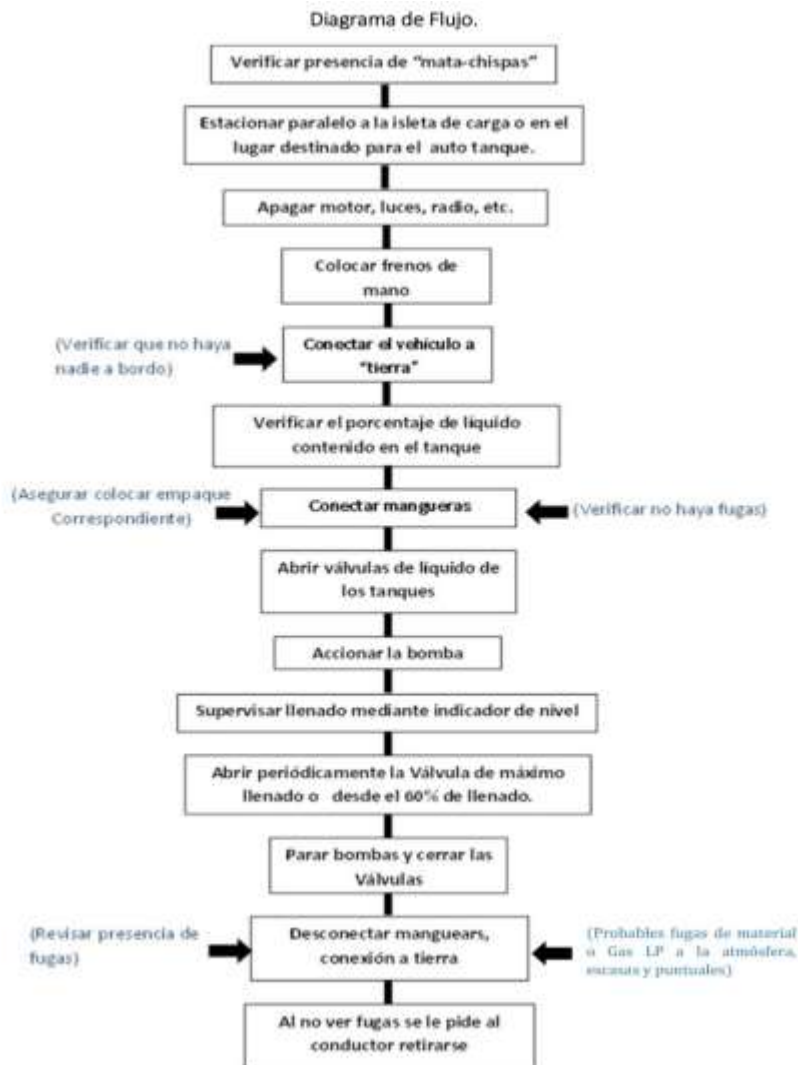 Diagrama de Flujo.
Verificar presencia de “mata-chispas”
Estacionar paralelo a la isleta de carga o en el
lugar destinado para el auto tanque.
Apagar motor, luces, radio, etc.
Colocar frenos de
mano
(Verificar que no haya
nadie a bordo)
Conectar el vehículo a
“tierra”
Verificar el porcentaje de líquido
contenido en el tanque
(Asegurar colocar empaque
Correspondiente)
Conectar mangueras
(Verificar no haya fugas)
Abrir válvulas de líquido de
los tanques
Accionar la bomba
Supervisar llenado mediante indicador de nivel
Abrir periódicamente la Válvula de máximo
llenado o desde el 60% de llenado.
Parar bombas y cerrar las
Válvulas
(Revisar presencia de
fugas)
Desconectar manguears,
conexión a tierra
(Probables fugas de material
o Gas LP a la atmósfera,
escasas y puntuales)
Al no ver fugas se le pide al
conductor retirarse